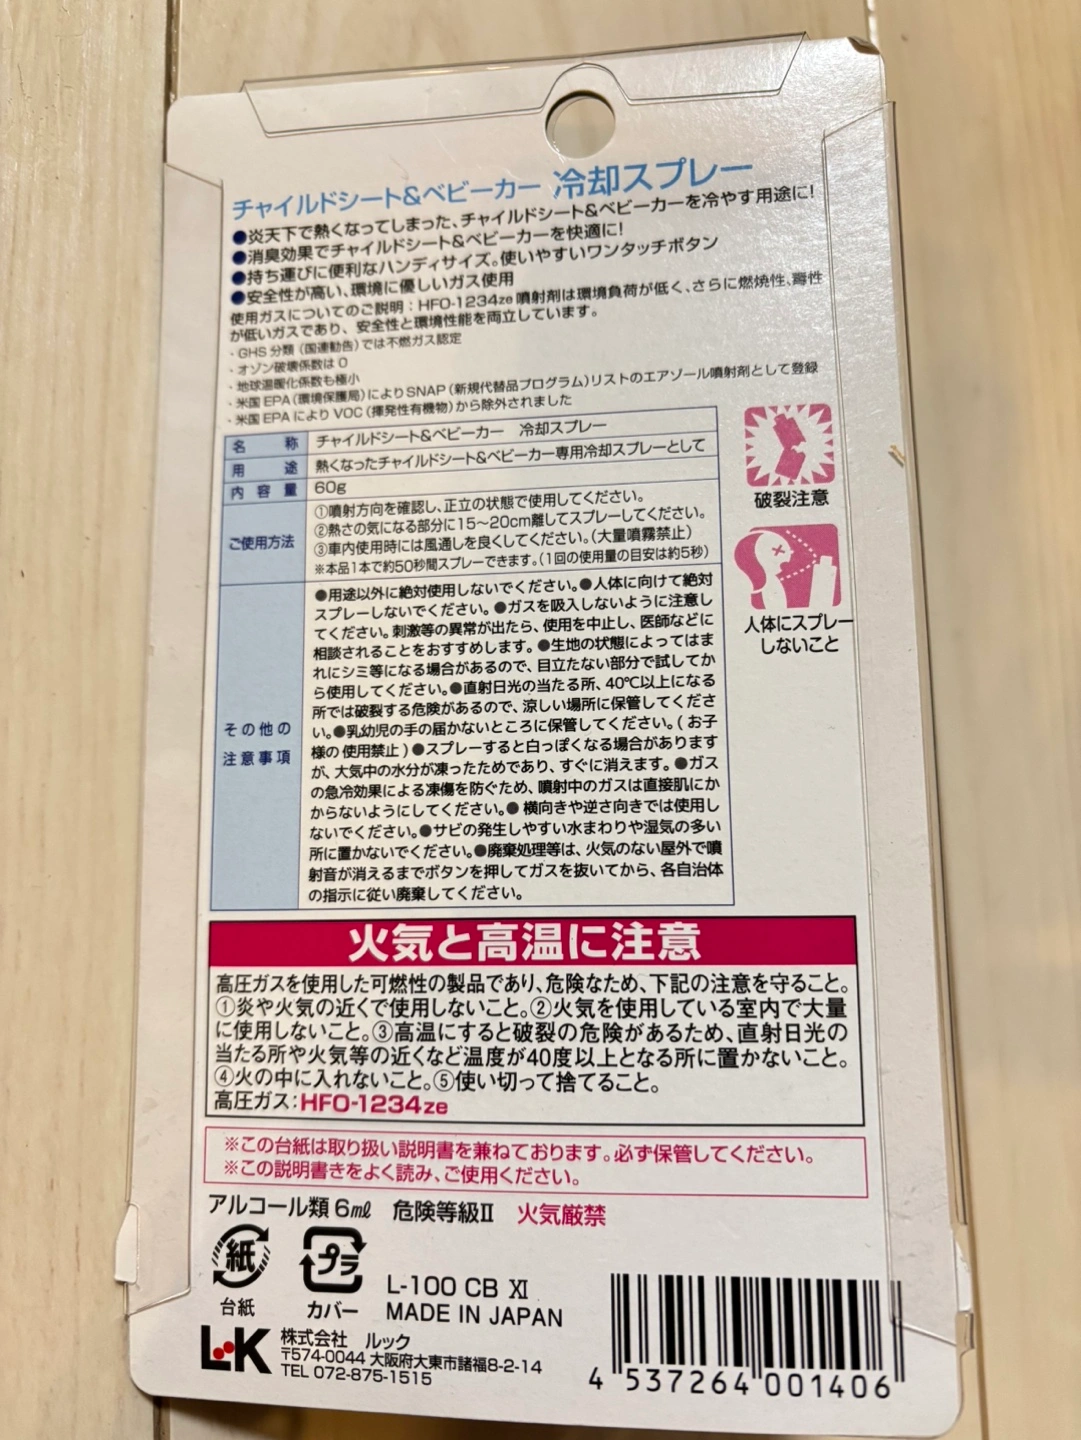 チャイルドシート&ベビーカー 冷却スプレー
●炎天下で熱くなってしまった、チャイルドシート&ベビーカーを冷やす用途に!
●消臭効果でチャイルドシート&ベビーカーを快適に!
●持ち運びに便利なハンディサイズ。使いやすいワンタッチボタン
●安全性が高い、環境に優しいガス使用
使用ガスについてのご説明:HFO-1234ze噴射剤は環境負荷が低く、さらに燃焼性、毒性
が低いガスであり、安全性と環境性能を両立しています。
・GHS分類(国連勧告)では不燃ガス認定
・オゾン破壊係数は0
・地球温暖化係数も極小
・米国EPA(環境保護局)によりSNAP(新規代替品プログラム)リストのエアゾール噴射剤として登録
・米国EPAによりVOC(揮発性有機物)から除外されました
名称 チャイルドシート&ベビーカー 冷却スプレー
用途 熱くなったチャイルドシート&ベビーカー専用冷却スプレーとして
内容量 60g
ご使用方法
①噴射方向を確認し、正立の状態で使用してください。
②熱さの気になる部分に15〜20cm離してスプレーしてください。
③車内使用時には風通しを良くしてください。(大量噴霧禁止)
※本品1本で約50秒間スプレーできます。(1回の使用量の目安は約5秒)
その他の
注意事項
●用途以外に絶対使用しないでください。●人体に向けて絶対
スプレーしないでください。●ガスを吸入しないように注意し
てください。刺激等の異常が出たら、使用を中止し、医師などに
相談されることをおすすめします。●生地の状態によってはま
れにシミ等になる場合があるので、目立たない部分で試してか
ら使用してください。●直射日光の当たる所、40℃以上になる
所では破裂する危険があるので、涼しい場所に保管してくださ
い。●乳幼児の手の届かないところに保管してください。(お子
様の使用禁止)●スプレーすると白っぽくなる場合があります
が、大気中の水分が凍ったためであり、すぐに消えます。●ガス
の急冷効果による凍傷を防ぐため、噴射中のガスは直接肌にか
からないようにしてください。●横向きや逆さ向きでは使用し
ないでください。●サビの発生しやすい水まわりや湿気の多い
所に置かないでください。●廃棄処理等は、火気のない屋外で噴
射音が消えるまでボタンを押してガスを抜いてから、各自治体
の指示に従い廃棄してください。
破裂注意
人体にスプレー
しないこと
火気と高温に注意
高圧ガスを使用した可燃性の製品であり、危険なため、下記の注意を守ること。
①炎や火気の近くで使用しないこと。②火気を使用している室内で大量
に使用しないこと。③高温にすると破裂の危険があるため、直射日光の
当たる所や火気等の近くなど温度が40度以上となる所に置かないこと。
④火の中に入れないこと。⑤使い切って捨てること。
高圧ガス:HFO-1234ze
※この台紙は取り扱い説明書を兼ねております。必ず保管してください。
※この説明書きをよく読み、ご使用ください。
アルコール類6ml 危険等級Ⅱ 火気厳禁
紙
台紙
プラ
カバー
L-100 CB Ⅺ
MADE IN JAPAN
LK
株式会社 ルック
〒574-0044 大阪府大東市諸福8-2-14
TEL 072-875-1515
4 537264 001406